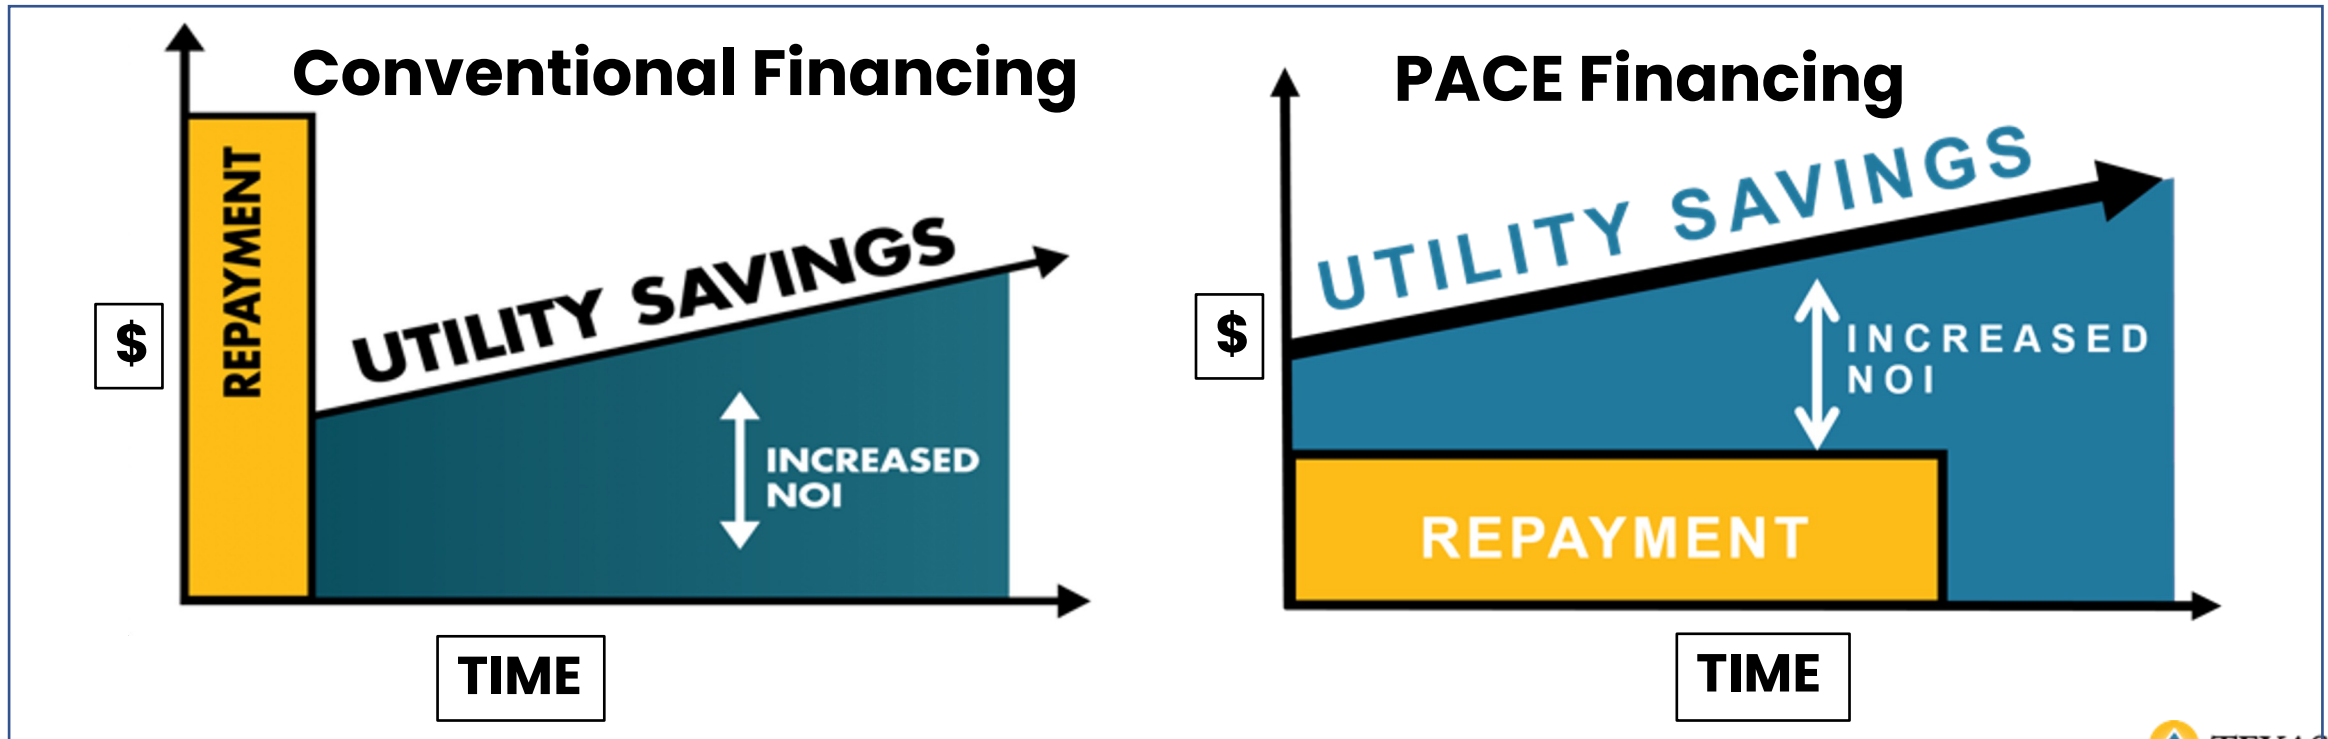 Conventional Financing
REPAYMENT
UTILITY SAVINGS
$
INCREASED
NOI
TIME
PACE Financing
UTILITY SAVINGS
$
INCREASED
NOI
REPAYMENT
TIME